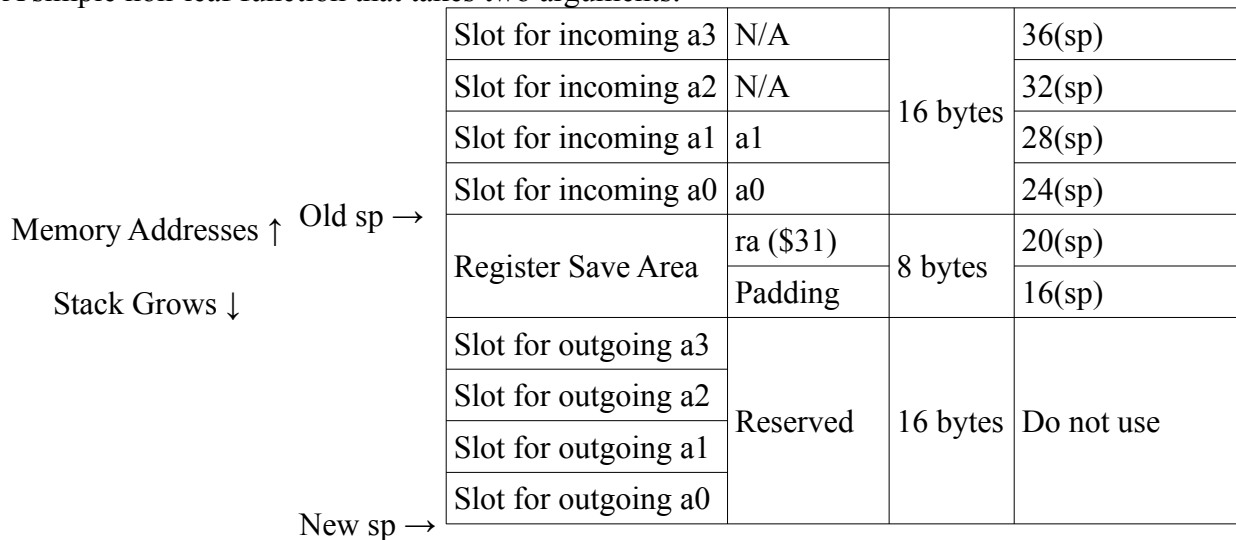 A simple non-leaf function that takes two arguments:
Slot for incoming a3 N/A 36(sp)
Slot for incoming a2 N/A 32(sp)
16 bytes
Slot for incoming a1 a1 28(sp)
Slot for incoming a0 a0 24(sp)
Memory Addresses ↑ Old sp →
Register Save Area ra ($31) 8 bytes 20(sp)
Padding 16(sp)
Stack Grows ↓
Slot for outgoing a3
Slot for outgoing a2
Reserved 16 bytes Do not use
Slot for outgoing a1
Slot for outgoing a0
New sp →